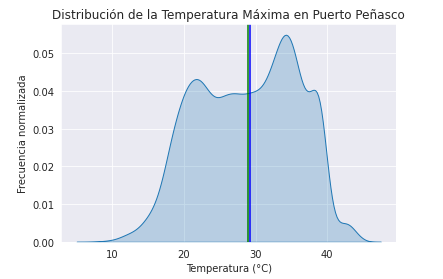 Distribución de la Temperatura Máxima en Puerto Peñasco
Frecuencia normalizada
0.05
0.04
0.03
0.02
0.01
0.00
10 20 30 40
Temperatura (°C)